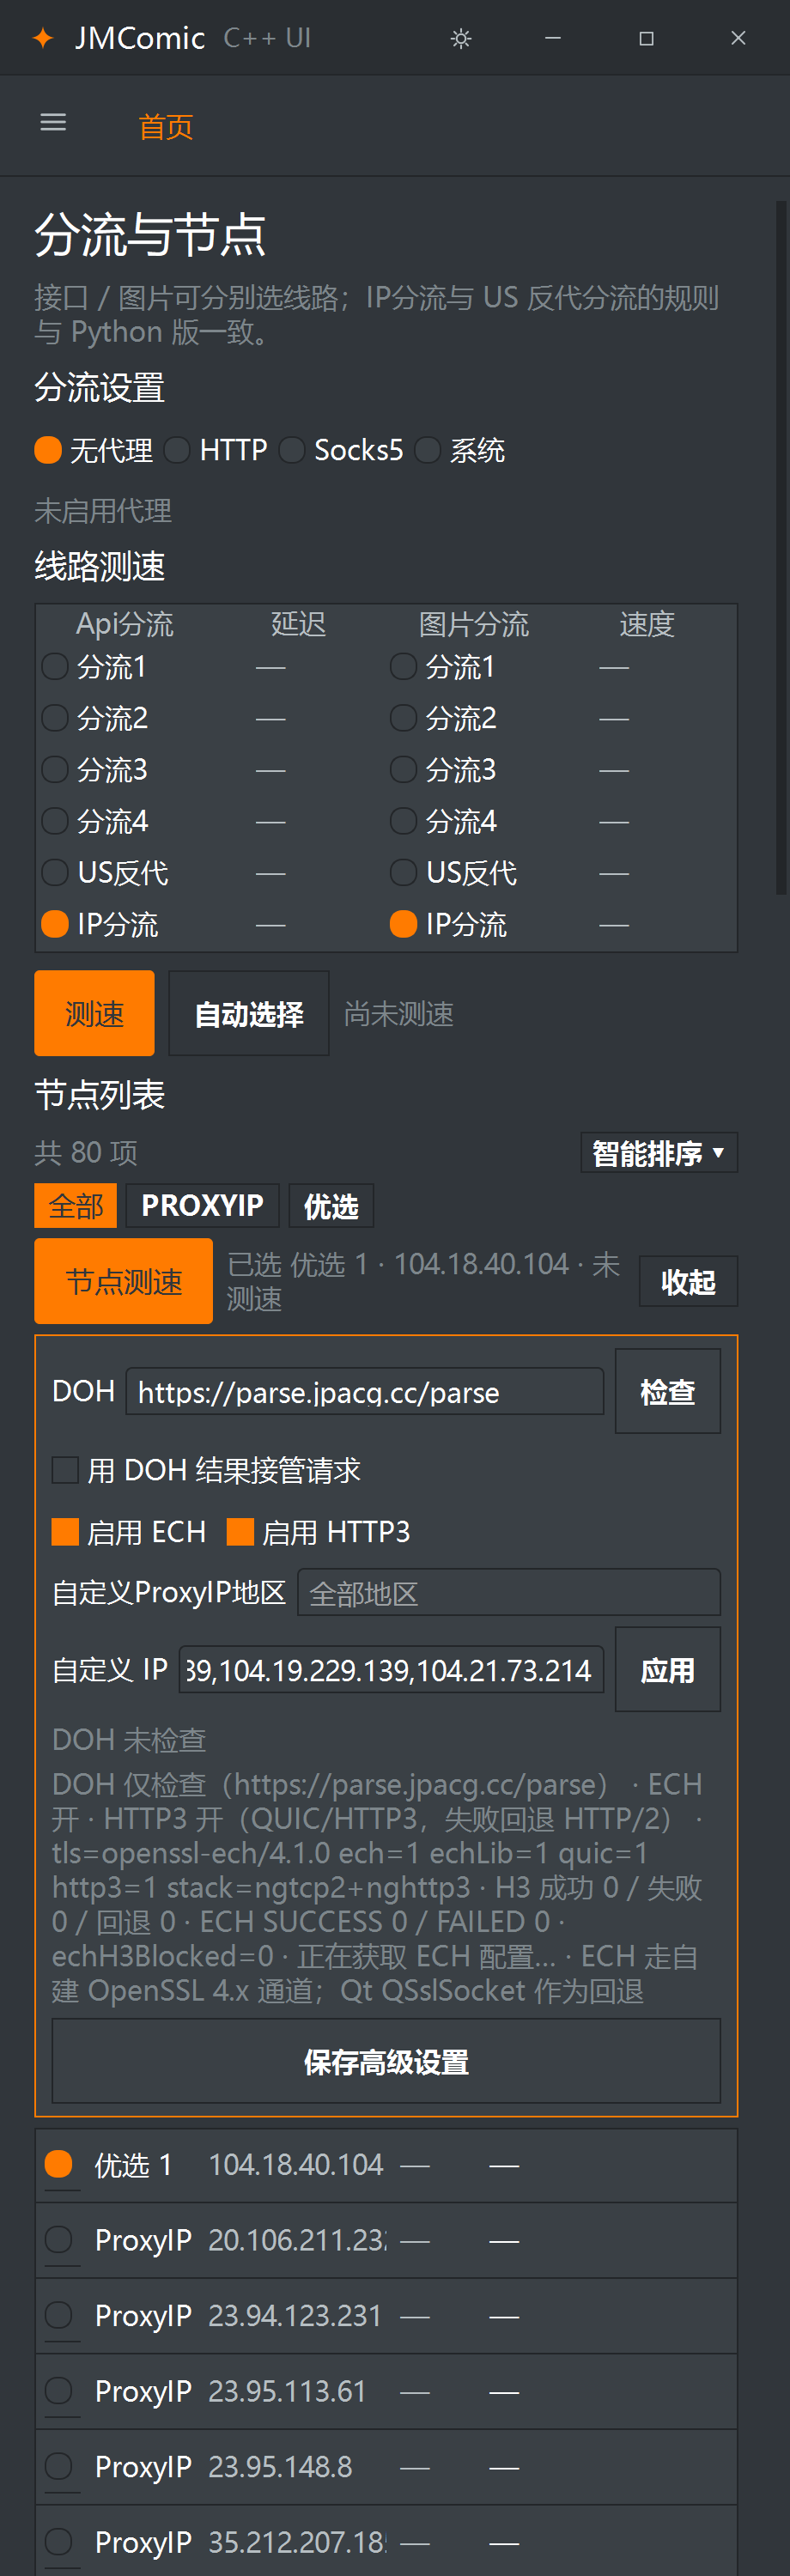 JMComic C++ UI
首页
分流与节点
接口 / 图片可分别选线路；IP分流与 US 反代分流的规则
与 Python 版一致。
分流设置
无代理 HTTP Socks5 系统
未启用代理
线路测速
Api分流 延迟 图片分流 速度
分流1 — 分流1 —
分流2 — 分流2 —
分流3 — 分流3 —
分流4 — 分流4 —
US反代 — US反代 —
IP分流 — IP分流 —
测速 自动选择 尚未测速
节点列表
共 80 项 智能排序 ▼
全部 PROXYIP 优选
节点测速 已选 优选 1 · 104.18.40.104 · 未
测速 收起
DOH https://parse.jpacg.cc/parse 检查
用 DOH 结果接管请求
启用 ECH 启用 HTTP3
自定义ProxyIP地区 全部地区
自定义 IP 39,104.19.229.139,104.21.73.214 应用
DOH 未检查
DOH 仅检查（https://parse.jpacg.cc/parse） · ECH
开 · HTTP3 开（QUIC/HTTP3，失败回退 HTTP/2） ·
tls=openssl-ech/4.1.0 ech=1 echLib=1 quic=1
http3=1 stack=ngtcp2+nghttp3 · H3 成功 0 / 失败
0 / 回退 0 · ECH SUCCESS 0 / FAILED 0 ·
echH3Blocked=0 · 正在获取 ECH 配置… · ECH 走自
建 OpenSSL 4.x 通道；Qt QSslSocket 作为回退
保存高级设置
优选 1 104.18.40.104 — —
ProxyIP 20.106.211.23 — —
ProxyIP 23.94.123.231 — —
ProxyIP 23.95.113.61 — —
ProxyIP 23.95.148.8 — —
ProxyIP 35.212.207.18 — —